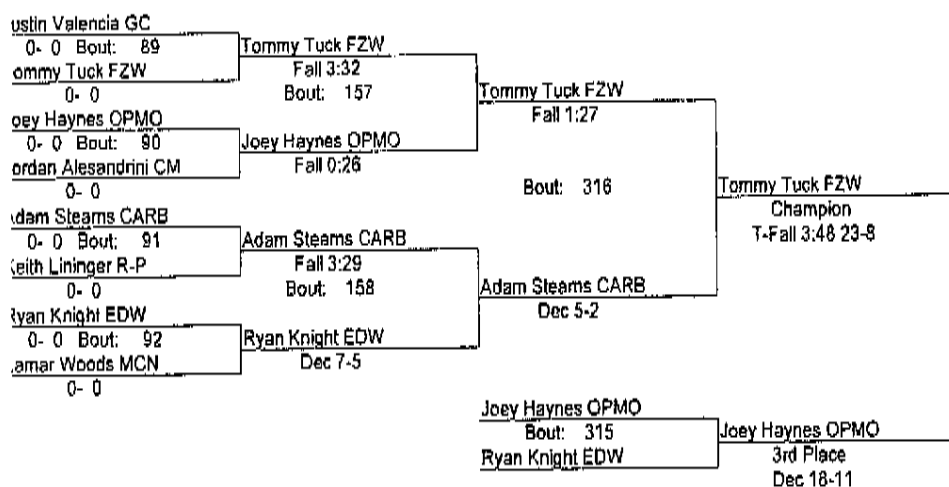 ustin Valencia GC
0- 0 Bout: 89
ommy Tuck FZW
0- 0
oey Haynes OPMO
0- 0 Bout: 90
ordan Alesandrini CM
0- 0
Adam Stearns CARB
0- 0 Bout: 91
Keith Lininger R-P
0- 0
Ryan Knight EDW
0- 0 Bout: 92
amar Woods MCN
0- 0
Tommy Tuck FZW
Fall 3:32
Bout: 157
Joey Haynes OPMO
Fall 0:26
Adam Stearns CARB
Fall 3:29
Bout: 158
Ryan Knight EDW
Dec 7-5
Tommy Tuck FZW
Fall 1:27
Bout: 316
Adam Stearns CARB
Dec 5-2
Tommy Tuck FZW
Champion
T-Fall 3:48 23-8
Joey Haynes OPMO
Bout: 315
Ryan Knight EDW
Joey Haynes OPMO
3rd Place
Dec 18-11